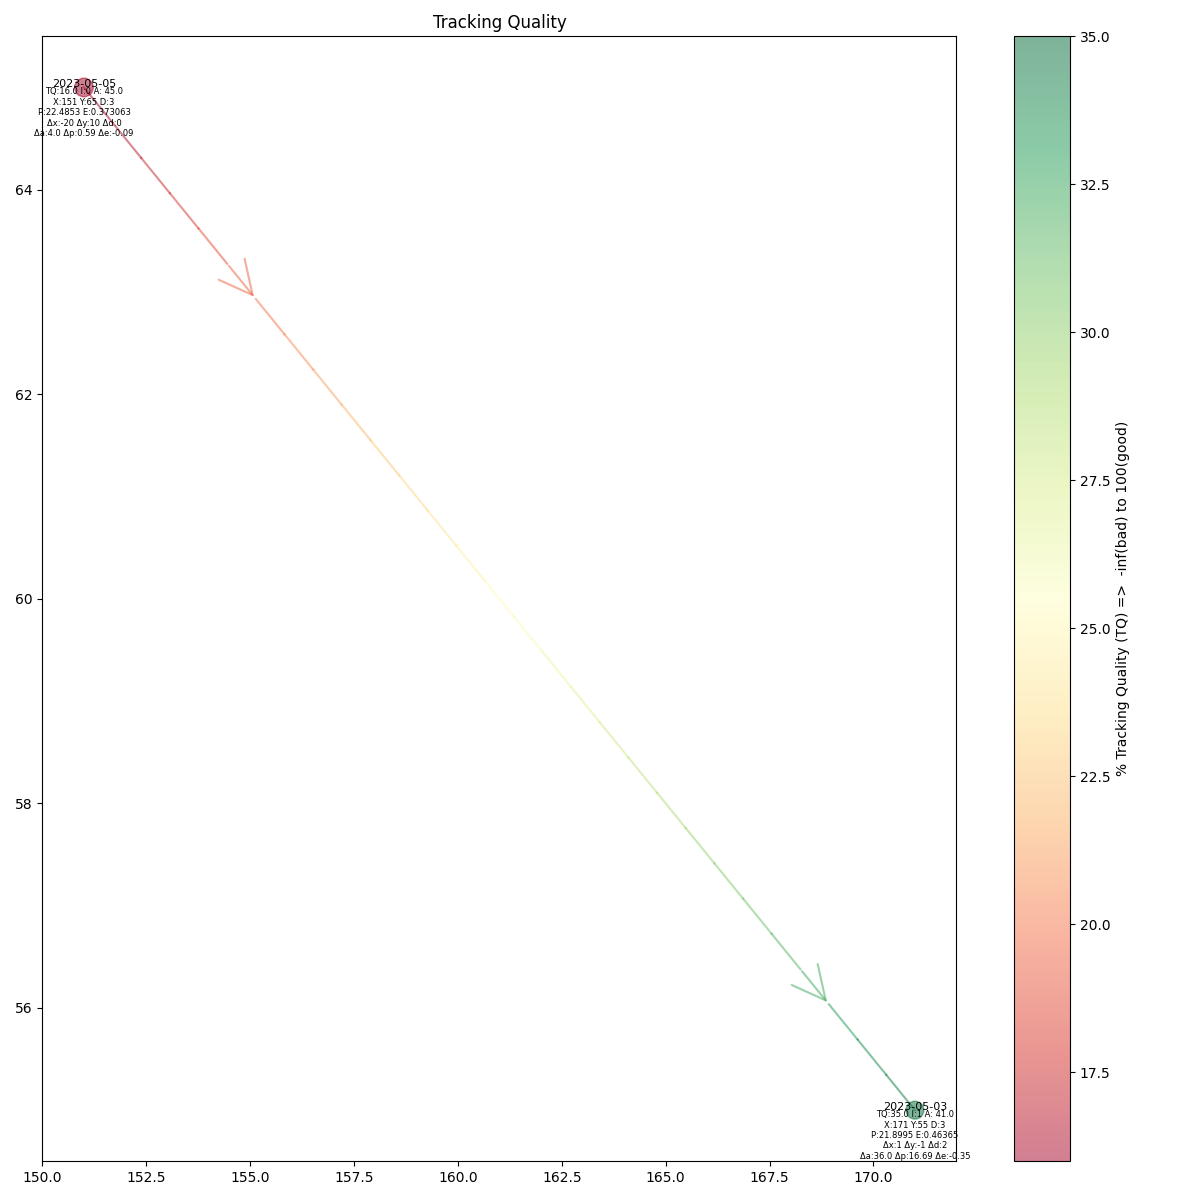 Tracking Quality
2023-05-05
TQ:16.0 I:0 A: 45.0
X:151 Y:65 D:3
P:22.4853 E:0.373063
Δx:-20 Δy:10 Δd:0
Δa:4.0 Δp:0.59 Δe:-0.09
64
62
60
58
56
2023-05-03
TQ:35.0 I:1 A: 41.0
X:171 Y:55 D:3
P:21.8995 E:0.46365
Δx:1 Δy:-1 Δd:2
Δa:36.0 Δp:16.69 Δe:-0.35
150.0 152.5 155.0 157.5 160.0 162.5 165.0 167.5 170.0
35.0
32.5
30.0
27.5
25.0
22.5
20.0
17.5
% Tracking Quality (TQ) => -inf(bad) to 100(good)